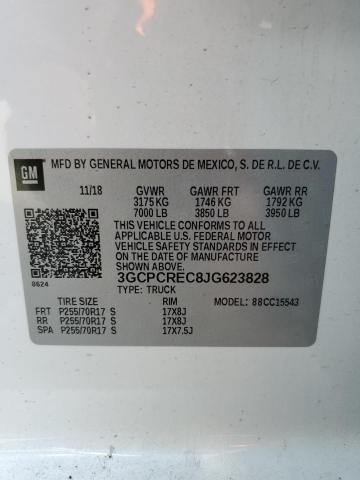 GM
MFD BY GENERAL MOTORS DE MEXICO, S. DE R.L. DE C.V.
11/18 GVWR GAWR FRT GAWR RR
3175 KG 1746 KG 1792 KG
7000 LB 3850 LB 3950 LB
THIS VEHICLE CONFORMS TO ALL
APPLICABLE U.S. FEDERAL MOTOR
VEHICLE SAFETY STANDARDS IN EFFECT
ON THE DATE OF MANUFACTURE
SHOWN ABOVE.
3GCPCREC8JG623828
0624 TYPE: TRUCK
TIRE SIZE RIM MODEL: 88CC15543
FRT P255/70R17 S 17X8J
RR P255/70R17 S 17X8J
SPA P255/70R17 S 17X7.5J